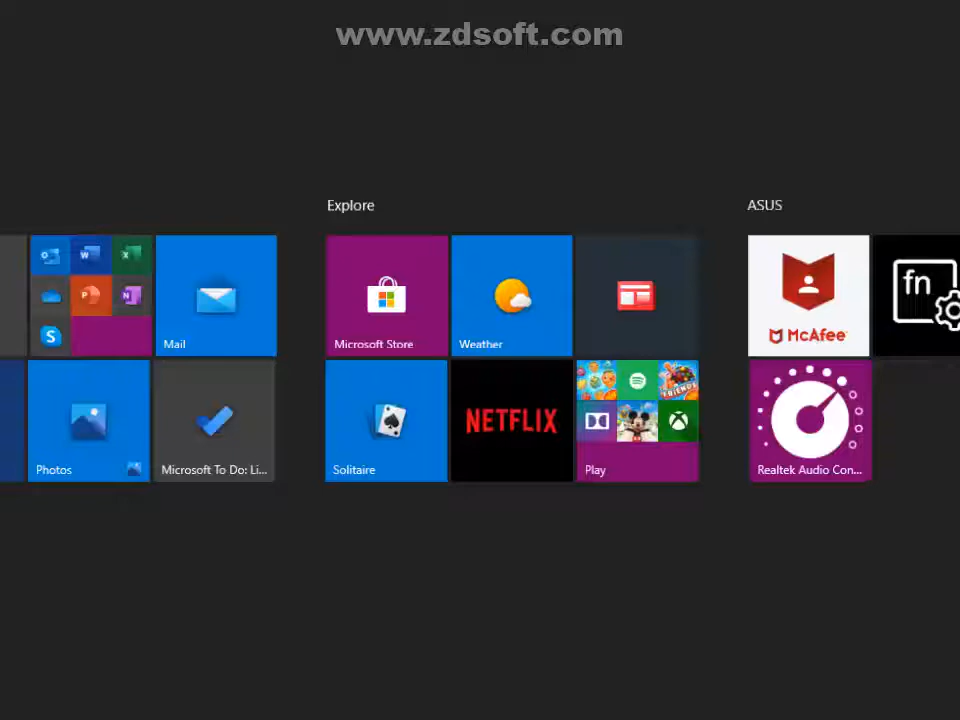 www.zdsoft.com
Explore
ASUS
Mail
Microsoft Store
Weather
McAfee
fn
Photos
Microsoft To Do: Li...
Solitaire
NETFLIX
FRIENDS
Play
Realtek Audio Con...